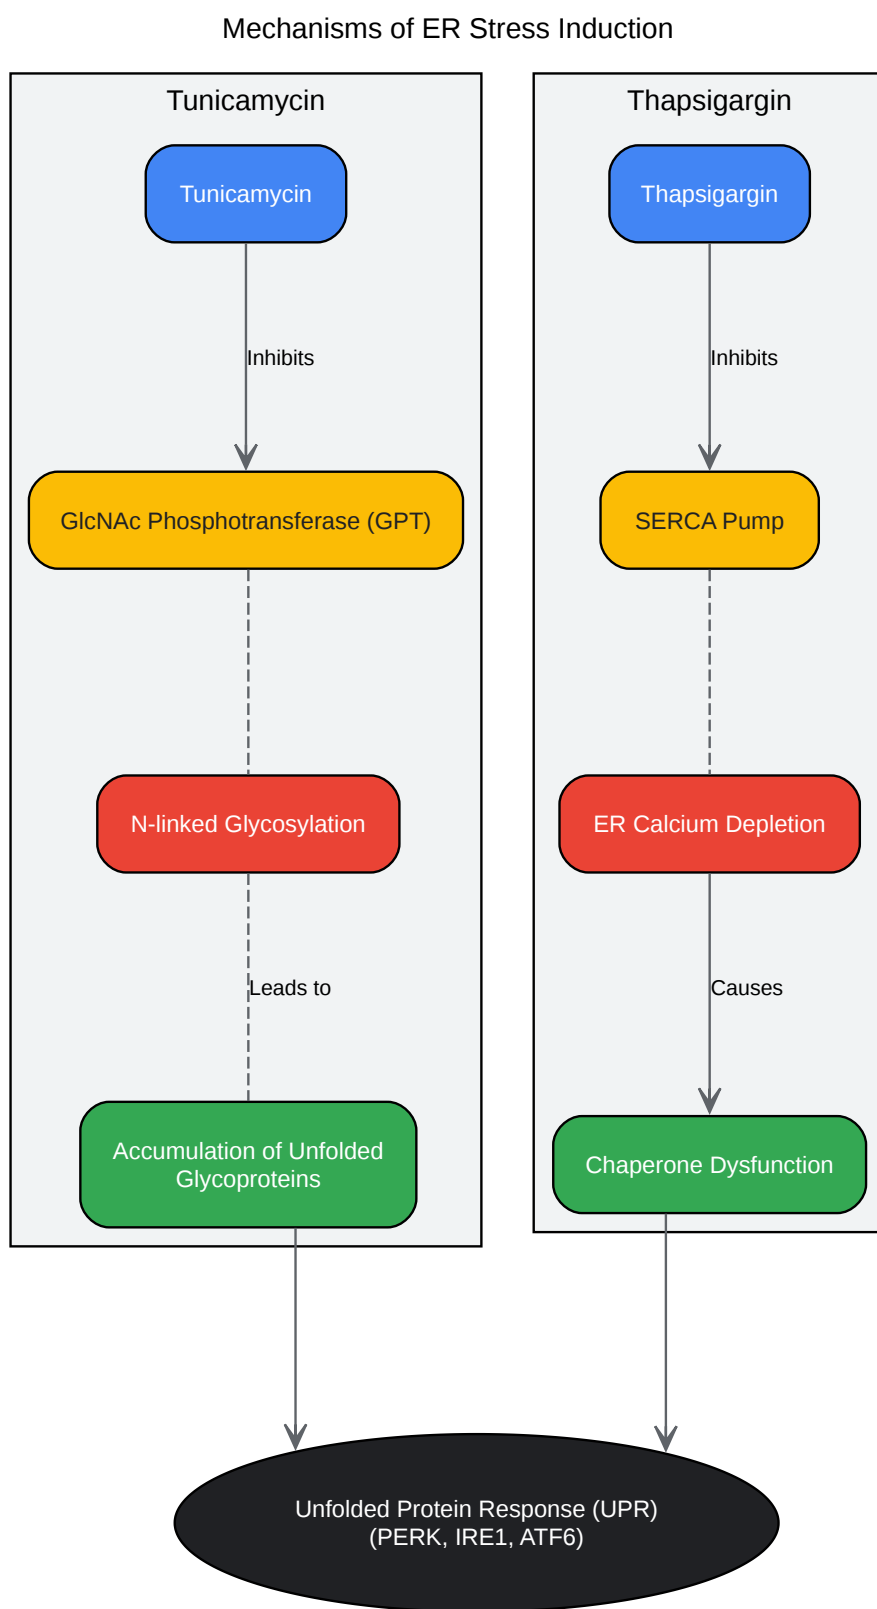 Mechanisms of ER Stress Induction
Tunicamycin
Tunicamycin
Inhibits
GlcNAc Phosphotransferase (GPT)
N-linked Glycosylation
Leads to
Accumulation of Unfolded
Glycoproteins
Thapsigargin
Thapsigargin
Inhibits
SERCA Pump
ER Calcium Depletion
Causes
Chaperone Dysfunction
Unfolded Protein Response (UPR)
(PERK, IRE1, ATF6)